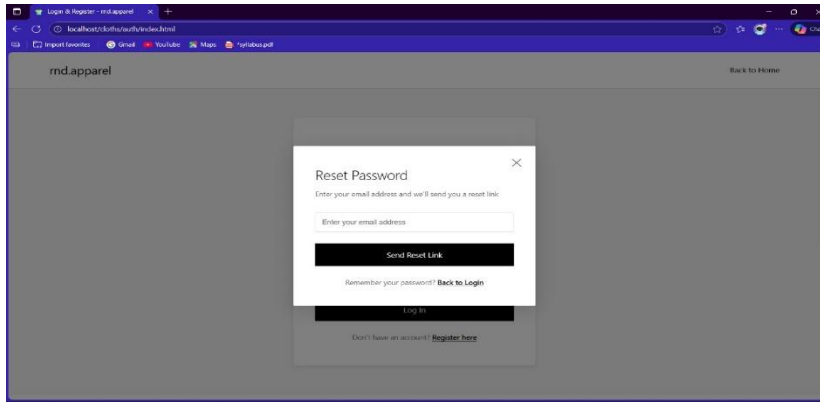 Login & Register - rnd.apparel
localhost/cloths/auth/index.html
Import favorites Gmail YouTube Maps *syllabus.pdf
rnd.apparel Back to Home
Reset Password
Enter your email address and we'll send you a reset link
Enter your email address
Send Reset Link
Remember your password? Back to Login
Log In
Don't have an account? Register here